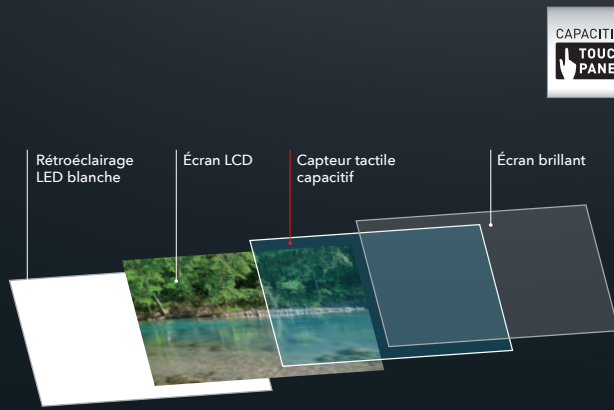 CAPACITI
TOUC
PANE
Rétroéclairage
LED blanche
Écran LCD
Capteur tactile
capacitif
Écran brillant